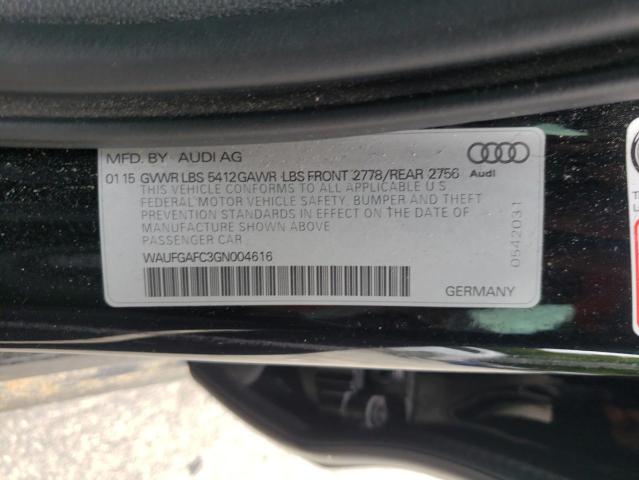 MFD. BY AUDI AG
01 15 GVWR LBS 5412 GAWR LBS FRONT 2778/REAR 2756
THIS VEHICLE CONFORMS TO ALL APPLICABLE U S
FEDERAL MOTOR VEHICLE SAFETY, BUMPER AND THEFT
PREVENTION STANDARDS IN EFFECT ON THE DATE OF
MANUFACTURE SHOWN ABOVE
PASSENGER CAR
WAUFGAFC3GN004616
GERMANY
Audi
0542031